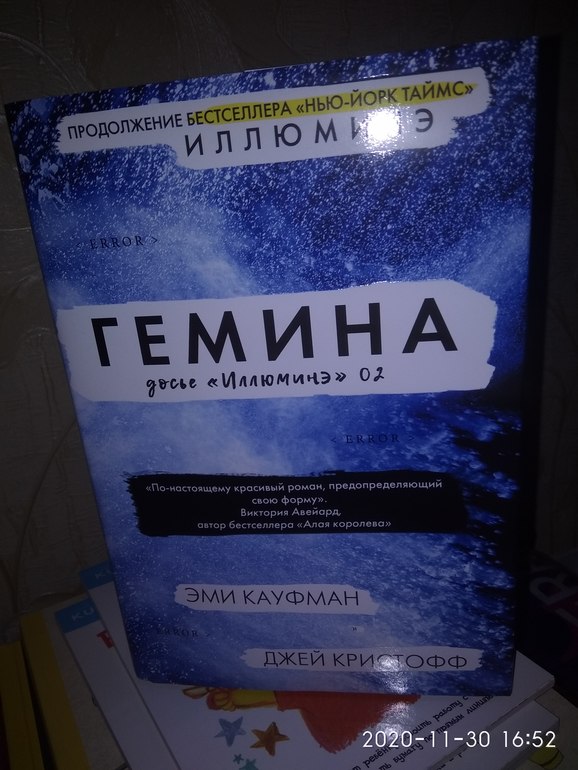 ПРОДОЛЖЕНИЕ БЕСТСЕЛЛЕРА «НЬЮ-ЙОРК ТАЙМС»
ИЛЛЮМИНЭ
< ERROR >
ГЕМИНА
досье «Иллюминэ» 02
< ERROR
«По-настоящему красивый роман, предопределяющий
свою форму».
Виктория Авейард,
автор бестселлера «Алая королева»
ЭМИ КАУФМАН
и
ERROR >
ДЖЕЙ КРИСТОФФ
2020-11-30 16:52